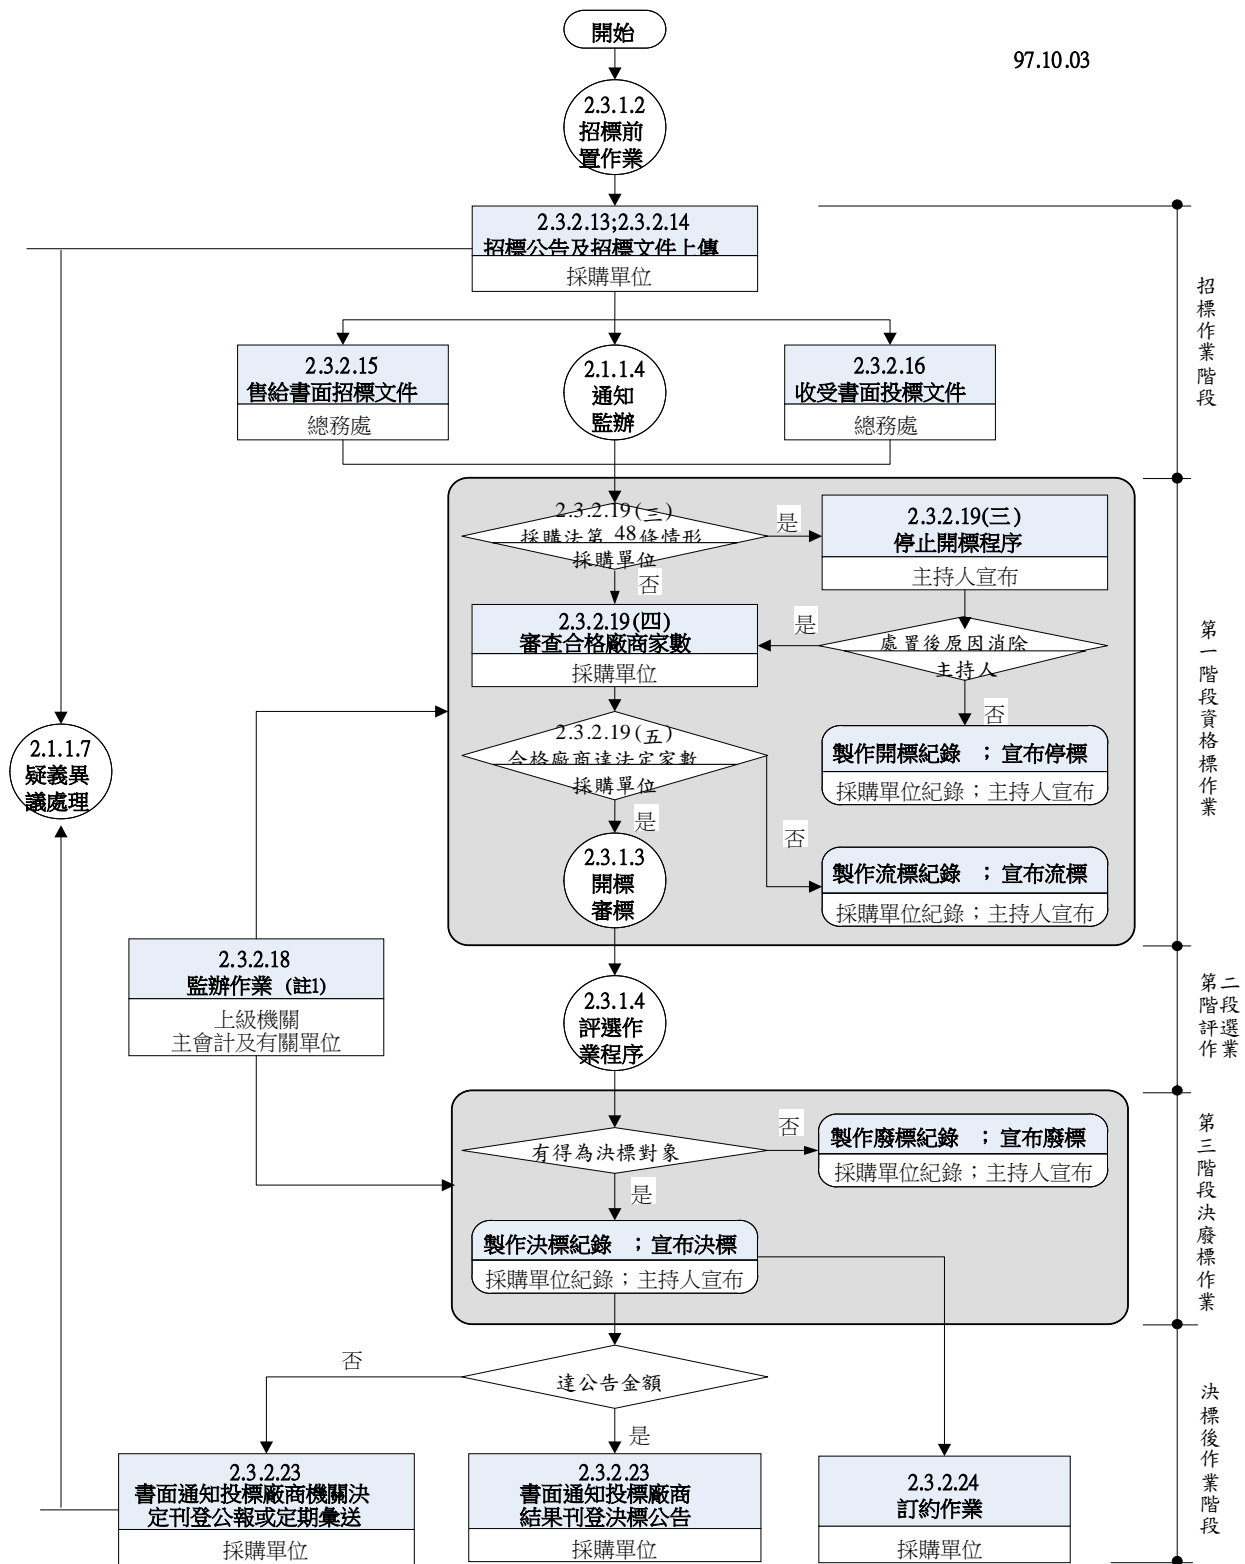 開始
97.10.03
2.3.1.2
招標前
置作業
2.3.2.13;2.3.2.14
招標公告及招標文件上傳
採購單位
招標作業階段
2.3.2.15
售給書面招標文件
總務處
2.1.1.4
通知
監辦
2.3.2.16
收受書面投標文件
總務處
2.3.2.19(三)
採購法第 48條情形
採購單位
是
否
2.3.2.19(三)
停止開標程序
主持人宣布
2.3.2.19(四)
審查合格廠商家數
採購單位
是
處置後原因消除
主持人
否
第一階段資格標作業
2.3.2.19(五)
合格廠商達法定家數
採購單位
是
否
製作開標紀錄 ；宣布停標
採購單位紀錄；主持人宣布
2.1.1.7
疑義異
議處理
2.3.1.3
開標
審標
製作流標紀錄 ；宣布流標
採購單位紀錄；主持人宣布
2.3.2.18
監辦作業 (註1)
上級機關
主會計及有關單位
2.3.1.4
評選作
業程序
第二
階段
評選
作業
有得為決標對象
否
是
製作廢標紀錄 ；宣布廢標
採購單位紀錄；主持人宣布
第三階段決廢標作業
製作決標紀錄 ；宣布決標
採購單位紀錄；主持人宣布
達公告金額
否
是
決標後作業階段
2.3.2.23
書面通知投標廠商機關決
定刊登公報或定期彙送
採購單位
2.3.2.23
書面通知投標廠商
結果刊登決標公告
採購單位
2.3.2.24
訂約作業
採購單位